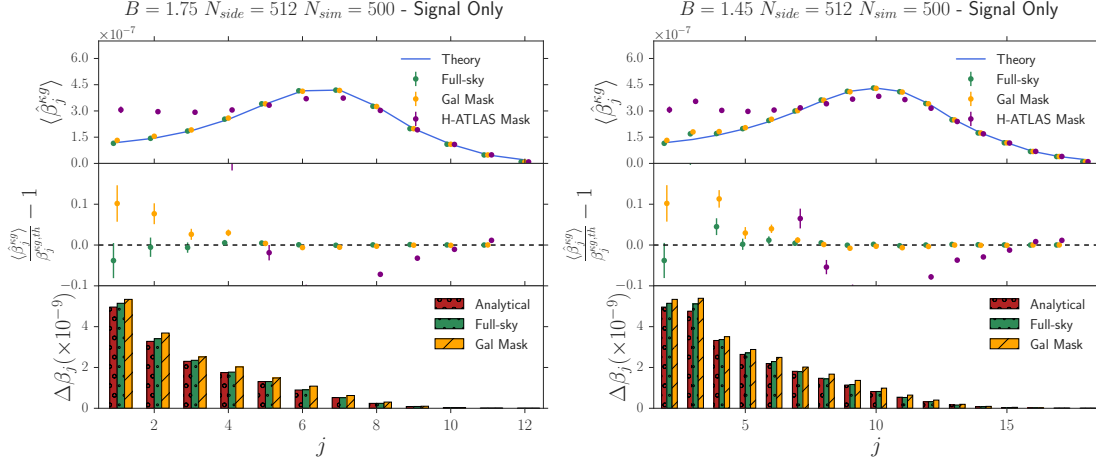 B = 1.75 N_side = 512 N_sim = 500 - Signal Only
×10⁻⁷
6.0
4.5
3.0
1.5
0.0
⟨β̂_j^κg⟩
Theory
Full-sky
Gal Mask
H-ATLAS Mask
0.1
0.0
−0.1
⟨β̂_j^κg⟩/β_j^κg,th − 1
4
2
0
Δβ_j(×10⁻⁹)
Analytical
Full-sky
Gal Mask
2 4 6 8 10 12
j
B = 1.45 N_side = 512 N_sim = 500 - Signal Only
×10⁻⁷
6.0
4.5
3.0
1.5
0.0
⟨β̂_j^κg⟩
Theory
Full-sky
Gal Mask
H-ATLAS Mask
0.1
0.0
−0.1
⟨β̂_j^κg⟩/β_j^κg,th − 1
4
2
0
Δβ_j(×10⁻⁹)
Analytical
Full-sky
Gal Mask
5 10 15
j